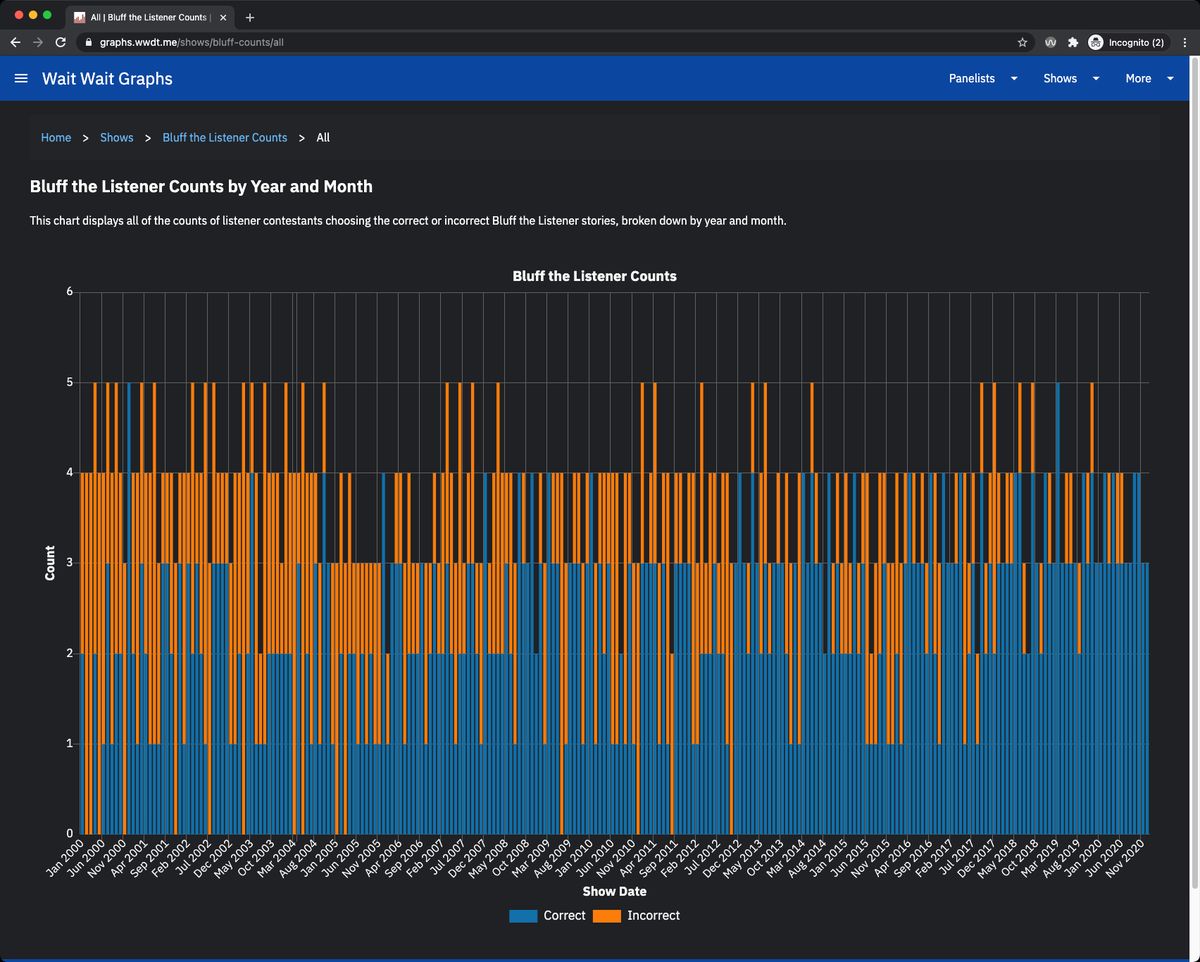 All | Bluff the Listener Counts |
graphs.wwdt.me/shows/bluff-counts/all
Incognito (2)
Wait Wait Graphs
Panelists
Shows
More
Home > Shows > Bluff the Listener Counts > All
Bluff the Listener Counts by Year and Month
This chart displays all of the counts of listener contestants choosing the correct or incorrect Bluff the Listener stories, broken down by year and month.
Bluff the Listener Counts
6
5
4
3
2
1
0
Count
Jan 2000
Jun 2000
Nov 2000
Apr 2001
Sep 2001
Feb 2002
Jul 2002
Dec 2002
May 2003
Oct 2003
Mar 2004
Aug 2004
Jan 2005
Jun 2005
Nov 2005
Apr 2006
Sep 2006
Feb 2007
Jul 2007
Dec 2007
May 2008
Oct 2008
Mar 2009
Aug 2009
Jan 2010
Jun 2010
Nov 2010
Apr 2011
Sep 2011
Feb 2012
Jul 2012
Dec 2012
May 2013
Oct 2013
Mar 2014
Aug 2014
Jan 2015
Jun 2015
Nov 2015
Apr 2016
Sep 2016
Feb 2017
Jul 2017
Dec 2017
May 2018
Oct 2018
Mar 2019
Aug 2019
Jan 2020
Jun 2020
Nov 2020
Show Date
Correct
Incorrect